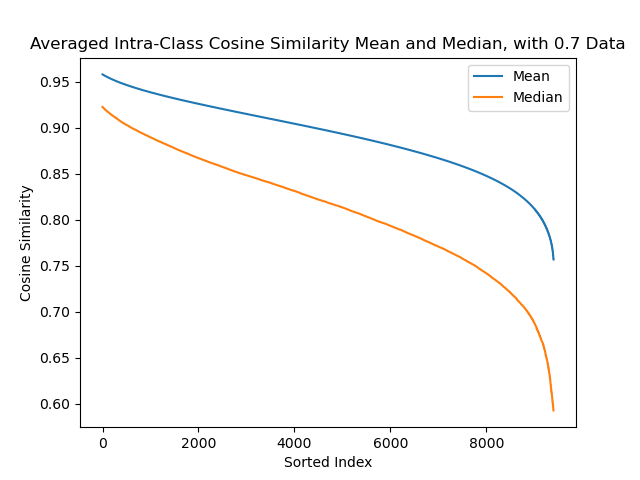 Averaged Intra-Class Cosine Similarity Mean and Median, with 0.7 Data
Mean
Median
Cosine Similarity
0.95
0.90
0.85
0.80
0.75
0.70
0.65
0.60
0 2000 4000 6000 8000
Sorted Index